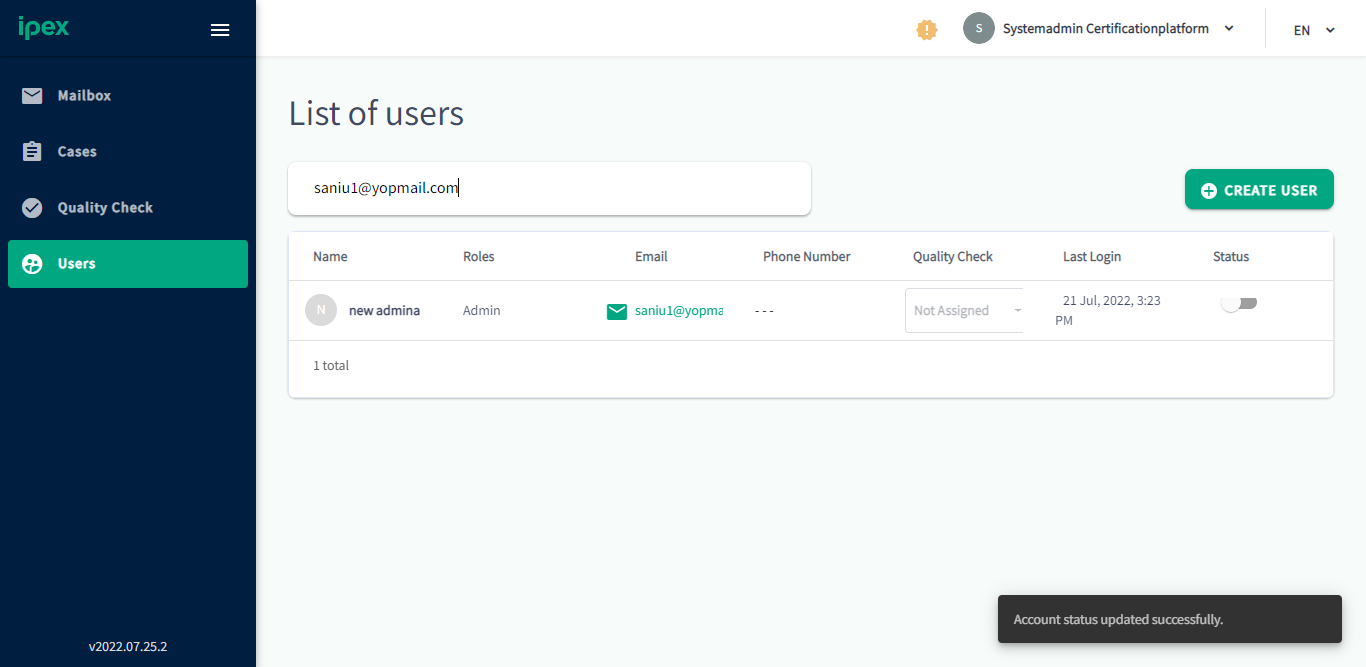 ipex
Mailbox
Cases
Quality Check
Users
v2022.07.25.2
!
S
Systemadmin Certificationplatform
EN
List of users
saniu1@yopmail.com
CREATE USER
Name Roles Email Phone Number Quality Check Last Login Status
N new admina Admin saniu1@yopma - - - Not Assigned 21 Jul, 2022, 3:23
PM
1 total
Account status updated successfully.